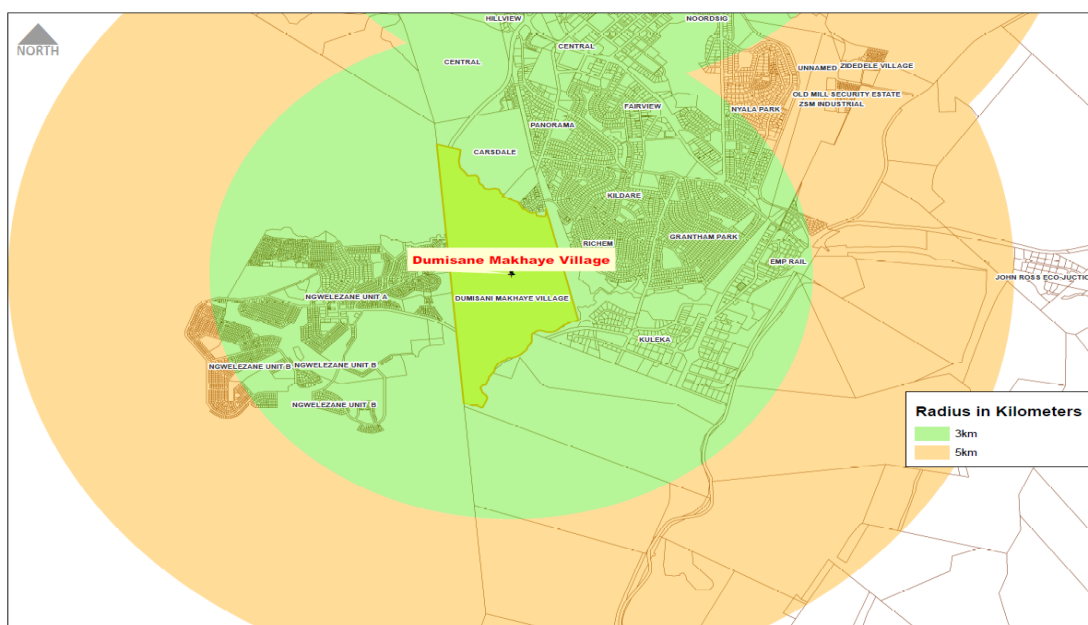 NORTH
HILLVIEW
NOORDSIG
CENTRAL
CENTRAL
UNNAMED
ZIDEDELE VILLAGE
OLD MILL SECURITY ESTATE
ZSM INDUSTRIAL
FAIRVIEW
NYALA PARK
PANORAMA
CARSDALE
KILDARE
GRANTHAM PARK
RICHEM
Dumisane Makhaye Village
EMP RAIL
JOHN ROSS ECO-JUCTIO
NGWELEZANE UNIT A
DUMISANI MAKHAYE VILLAGE
KULEKA
NGWELEZANE UNIT B
NGWELEZANE UNIT B
NGWELEZANE UNIT B
Radius in Kilometers
3km
5km